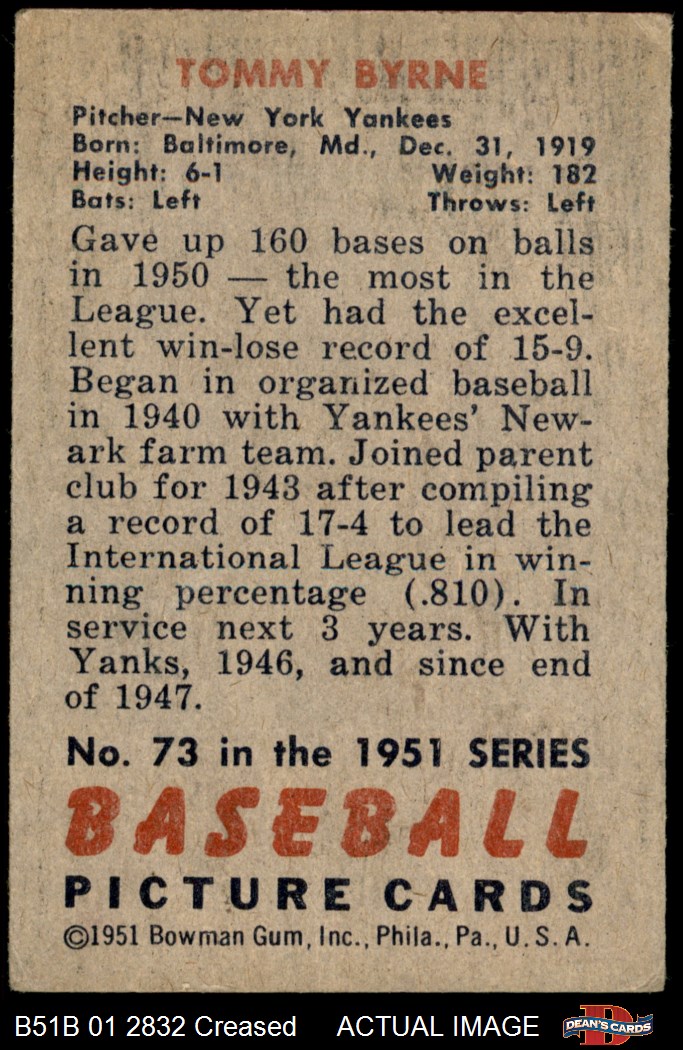 TOMMY BYRNE
Pitcher—New York Yankees
Born: Baltimore, Md., Dec. 31, 1919
Height: 6-1 Weight: 182
Bats: Left Throws: Left
Gave up 160 bases on balls
in 1950 — the most in the
League. Yet had the excel-
lent win-lose record of 15-9.
Began in organized baseball
in 1940 with Yankees' New-
ark farm team. Joined parent
club for 1943 after compiling
a record of 17-4 to lead the
International League in win-
ning percentage (.810). In
service next 3 years. With
Yanks, 1946, and since end
of 1947.
No. 73 in the 1951 SERIES
BASEBALL
PICTURE CARDS
©1951 Bowman Gum, Inc., Phila., Pa., U. S. A.
B51B 01 2832 Creased ACTUAL IMAGE
D
DEAN'S CARDS